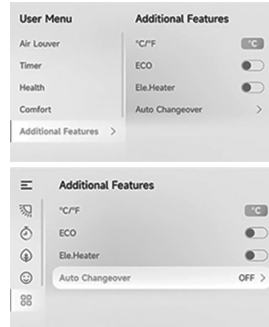 User Menu
Additional Features
Air Louver
°C/°F
°C
Timer
ECO
Health
Ele.Heater
Comfort
Auto Changeover
Additional Features
Additional Features
°C/°F
°C
ECO
Ele.Heater
Auto Changeover
OFF